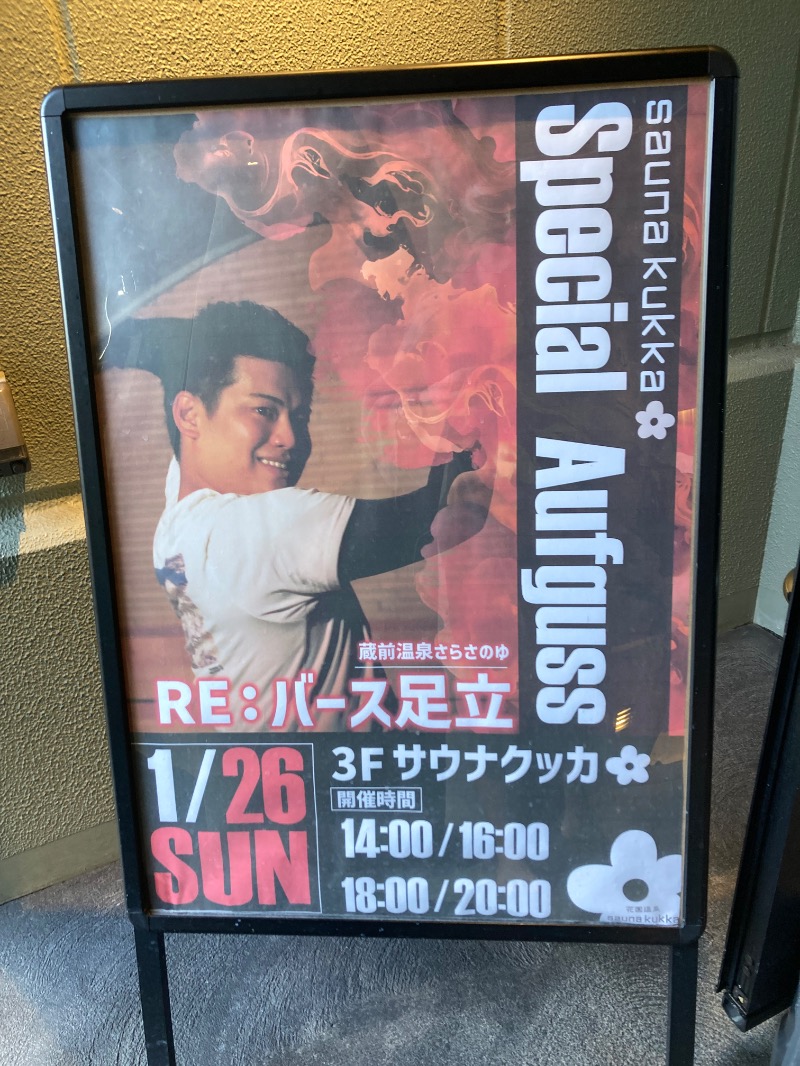 sauna kukka
Special Aufguss
蔵前温泉さらさのゆ
RE:バース足立
1/26
SUN
3F サウナクッカ
開催時間
14:00/16:00
18:00/20:00
sauna kukka